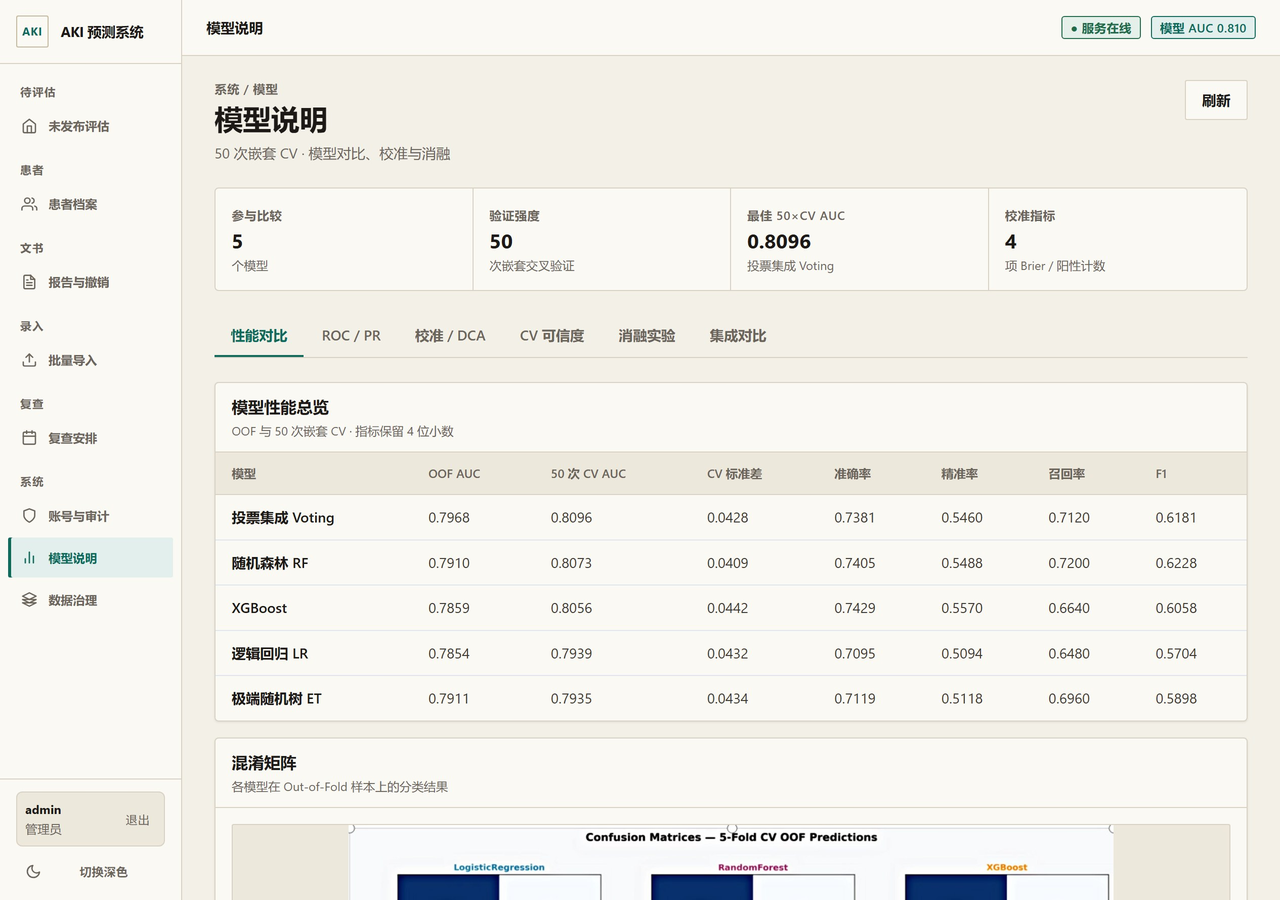 AKI
AKI 预测系统
待评估
未发布评估
患者
患者档案
文书
报告与撤销
录入
批量导入
复查
复查安排
系统
账号与审计
模型说明
数据治理
admin
管理员
退出
切换深色
模型说明
服务在线
模型 AUC 0.810
系统 / 模型
模型说明
50 次嵌套 CV · 模型对比、校准与消融
刷新
参与比较
5
个模型
验证强度
50
次嵌套交叉验证
最佳 50×CV AUC
0.8096
投票集成 Voting
校准指标
4
项 Brier / 阳性计数
性能对比 ROC / PR 校准 / DCA CV 可信度 消融实验 集成对比
模型性能总览
OOF 与 50 次嵌套 CV · 指标保留 4 位小数
模型 OOF AUC 50 次 CV AUC CV 标准差 准确率 精准率 召回率 F1
投票集成 Voting 0.7968 0.8096 0.0428 0.7381 0.5460 0.7120 0.6181
随机森林 RF 0.7910 0.8073 0.0409 0.7405 0.5488 0.7200 0.6228
XGBoost 0.7859 0.8056 0.0442 0.7429 0.5570 0.6640 0.6058
逻辑回归 LR 0.7854 0.7939 0.0432 0.7095 0.5094 0.6480 0.5704
极端随机树 ET 0.7911 0.7935 0.0434 0.7119 0.5118 0.6960 0.5898
混淆矩阵
各模型在 Out-of-Fold 样本上的分类结果
Confusion Matrices — 5-Fold CV OOF Predictions
LogisticRegression RandomForest XGBoost